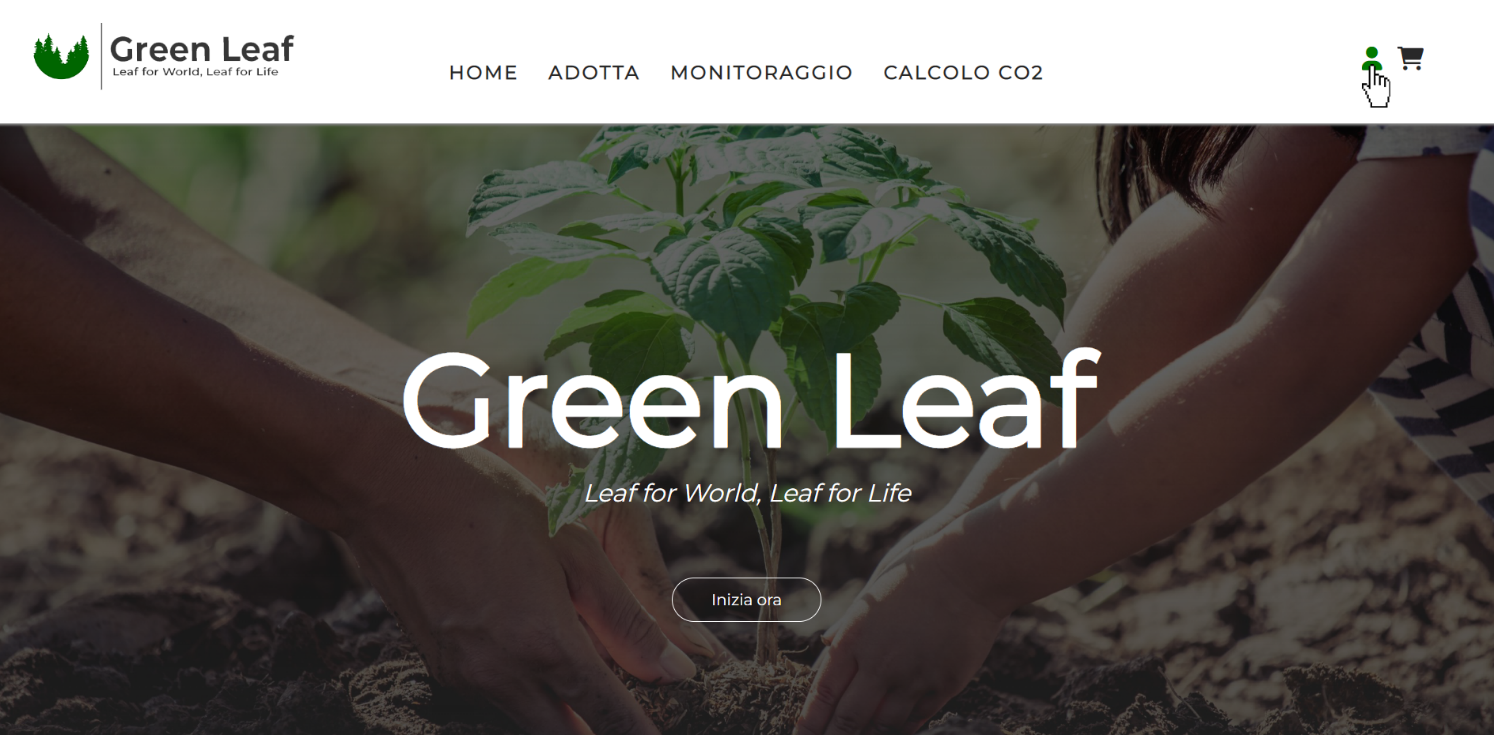 Green Leaf
Leaf for World, Leaf for Life
HOME ADOTTA MONITORAGGIO CALCOLO CO2
Green Leaf
Leaf for World, Leaf for Life
Inizia ora